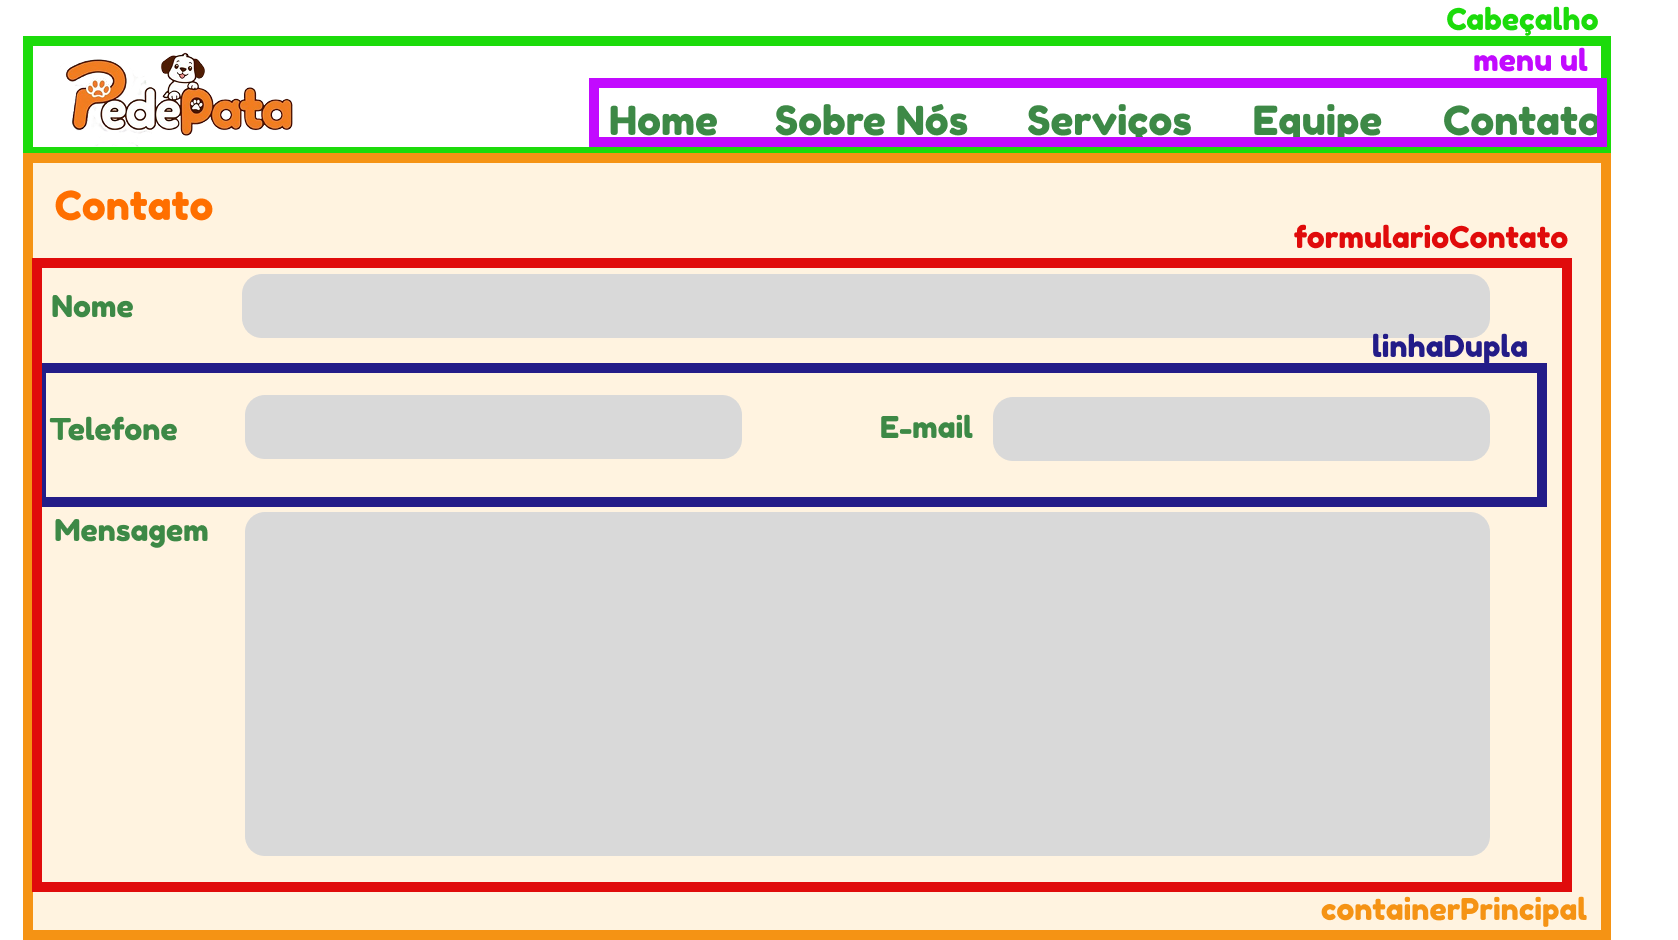 Cabeçalho
menu ul
PedePata
Home Sobre Nós Serviços Equipe Contato
Contato
formularioContato
Nome
linhaDupla
Telefone E-mail
Mensagem
containerPrincipal